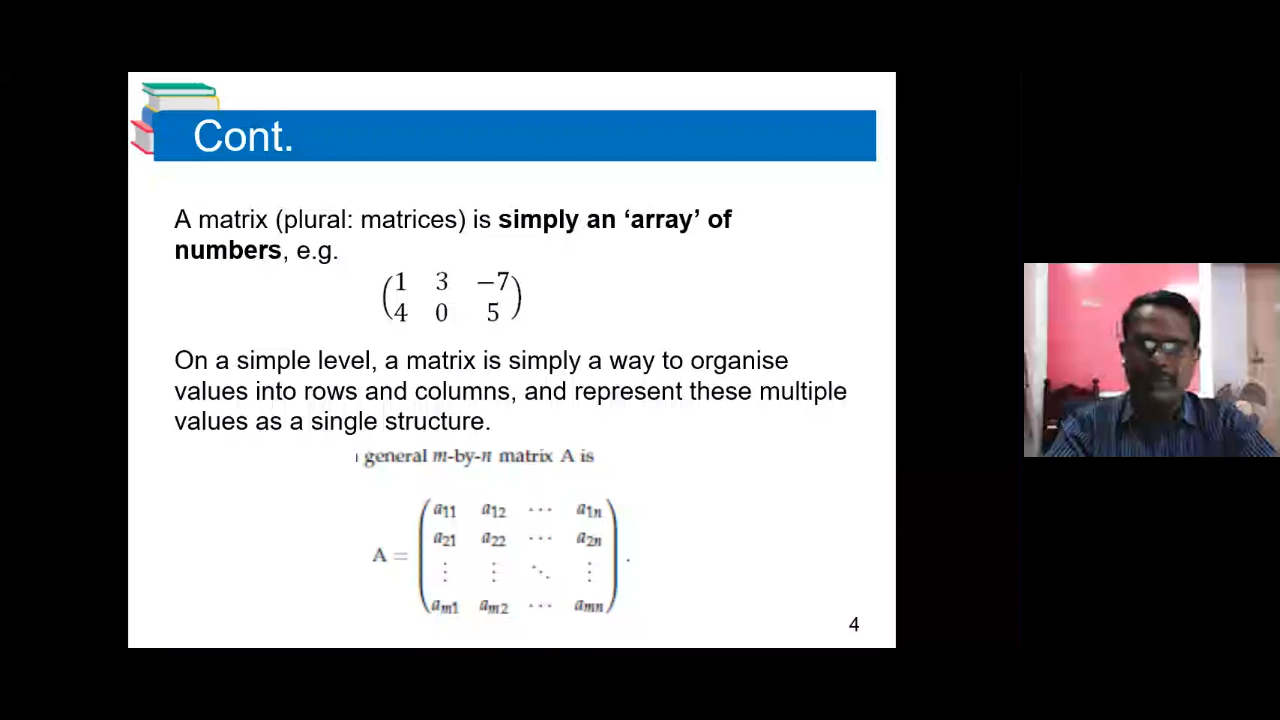 Cont.
A matrix (plural: matrices) is simply an ‘array’ of
numbers, e.g.
1 3 −7
4 0 5
On a simple level, a matrix is simply a way to organise
values into rows and columns, and represent these multiple
values as a single structure.
general m-by-n matrix A is
a11 a12 ⋯ a1n
a21 a22 ⋯ a2n
A = ⋮ ⋮ ⋱ ⋮ .
am1 am2 ⋯ amn
4